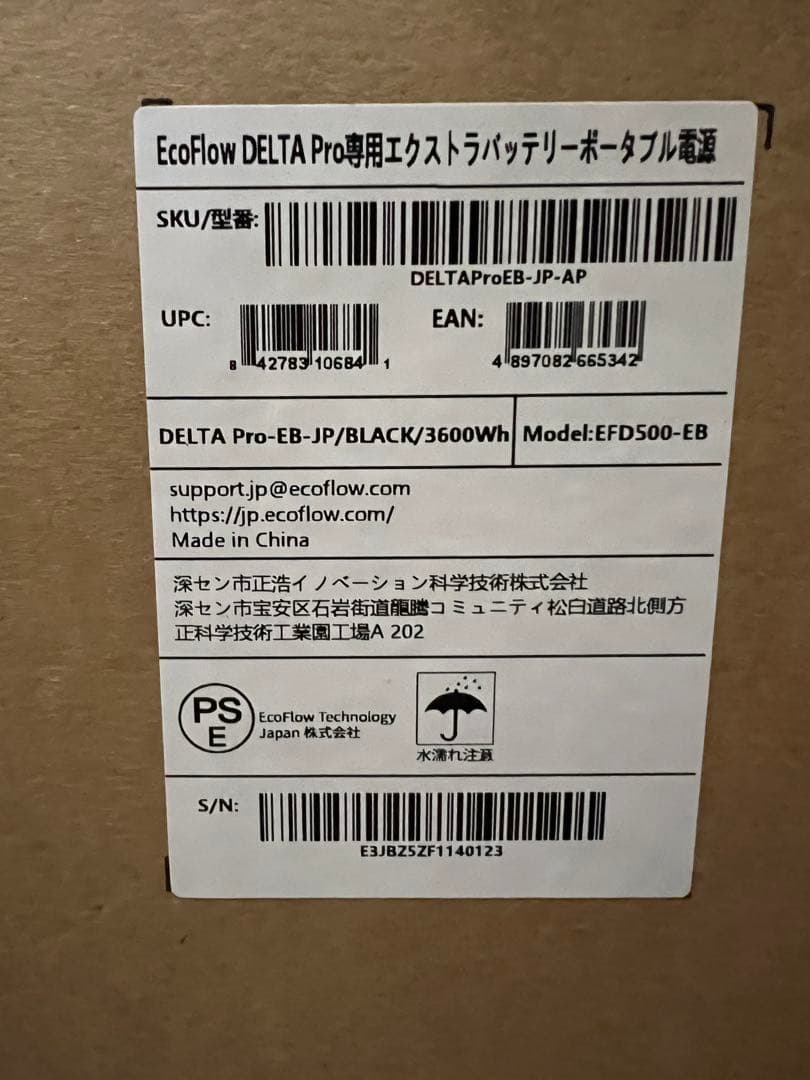 EcoFlow DELTA Pro専用エクストラバッテリーポータブル電源
SKU/型番:
DELTAProEB-JP-AP
UPC: EAN:
8 42783 10684 1 4 897082 665342
DELTA Pro-EB-JP/BLACK/3600Wh Model:EFD500-EB
support.jp@ecoflow.com
https://jp.ecoflow.com/
Made in China
深セン市正浩イノベーション科学技術株式会社
深セン市宝安区石岩街道龍騰コミュニティ松白道路北側方
正科学技術工業園工場A 202
PS
E
EcoFlow Technology
Japan 株式会社
水濡れ注意
S/N:
E3JBZ5ZF1140123